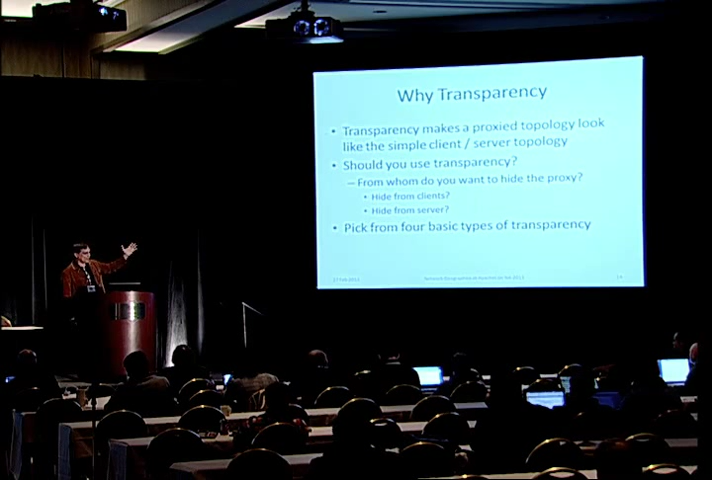 Why Transparency
• Transparency makes a proxied topology look
like the simple client / server topology
• Should you use transparency?
– From whom do you want to hide the proxy?
• Hide from clients?
• Hide from server?
• Pick from four basic types of transparency